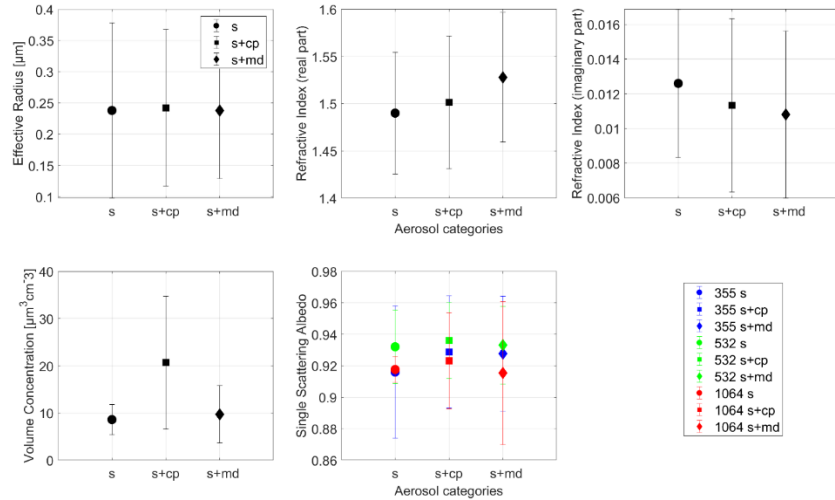 0.4
0.35
0.3
0.25
0.2
0.15
0.1
Effective Radius [μm]
s
s+cp
s+md
s
s+cp
s+md
1.6
1.55
1.5
1.45
1.4
Refractive Index (real part)
s
s+cp
s+md
Aerosol categories
0.016
0.014
0.012
0.01
0.008
0.006
Refractive Index (imaginary part)
s
s+cp
s+md
40
30
20
10
0
Volume Concentration [μm³cm-3]
s
s+cp
s+md
0.98
0.96
0.94
0.92
0.9
0.88
0.86
Single Scattering Albedo
s
s+cp
s+md
Aerosol categories
355 s
355 s+cp
355 s+md
532 s
532 s+cp
532 s+md
1064 s
1064 s+cp
1064 s+md